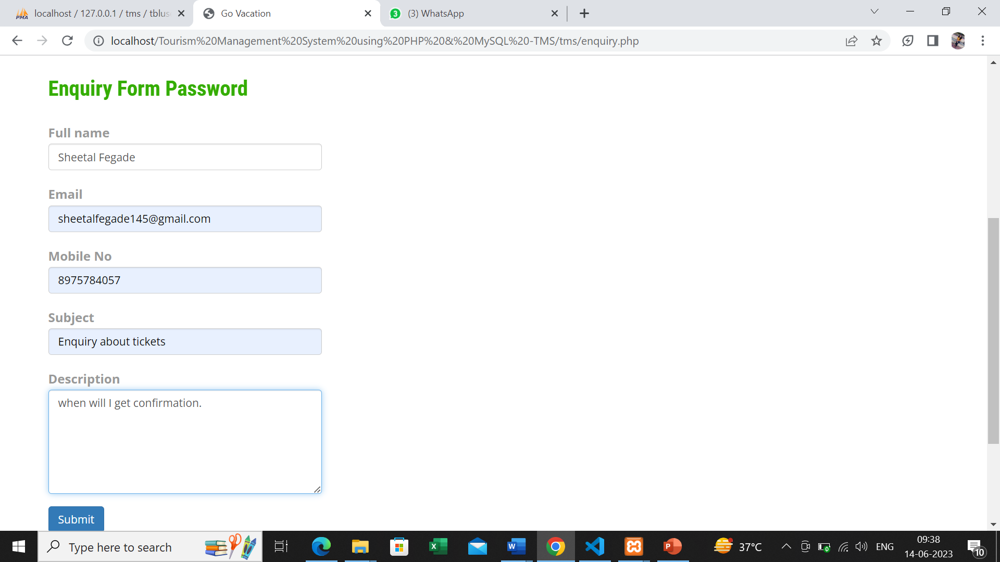 localhost / 127.0.0.1 / tms / tblus
Go Vacation
(3) WhatsApp
localhost/Tourism%20Management%20System%20using%20PHP%20&%20MySQL%20-TMS/tms/enquiry.php
Enquiry Form Password
Full name
Sheetal Fegade
Email
sheetalfegade145@gmail.com
Mobile No
8975784057
Subject
Enquiry about tickets
Description
when will I get confirmation.
Submit
Type here to search
37°C
ENG
09:38
14-06-2023
10